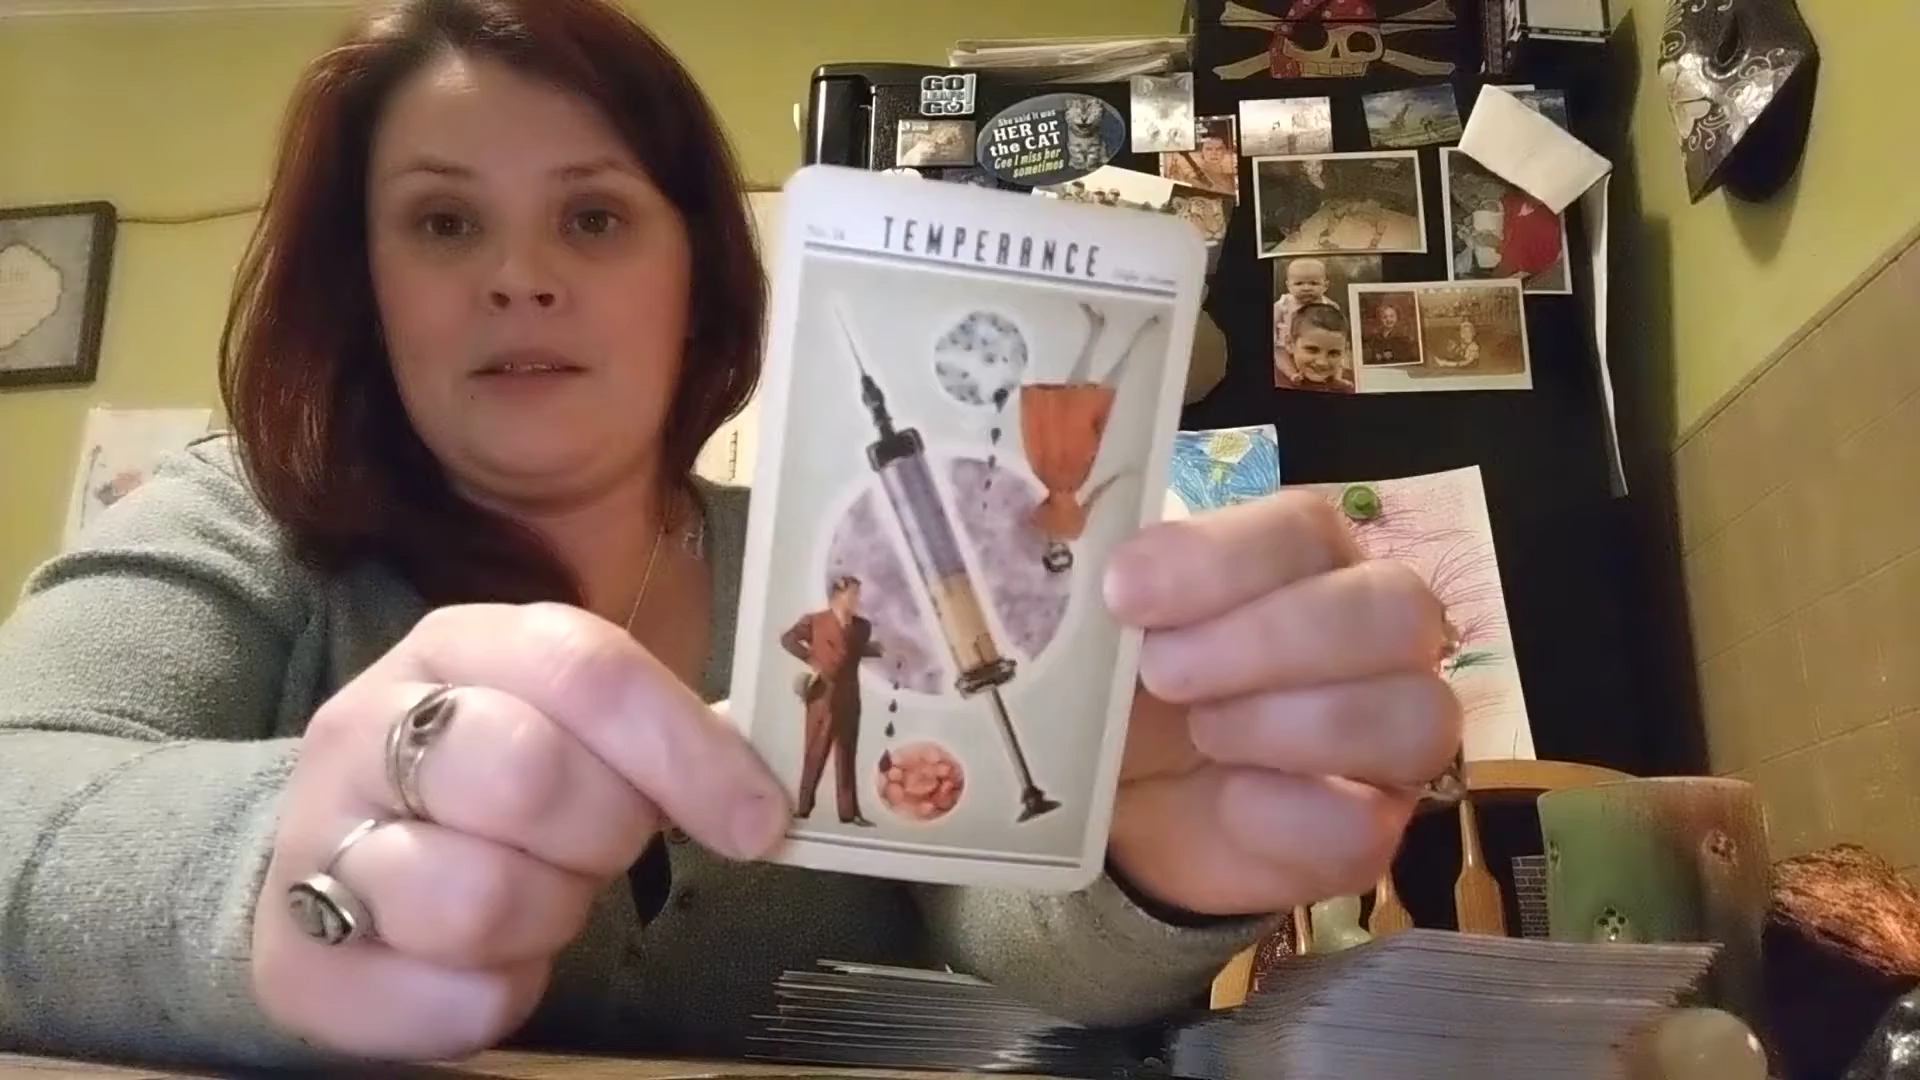 GO!
LEAFS
GO!
She said it was
HER or
the CAT
Gee I miss her
sometimes
TEMPERANCE